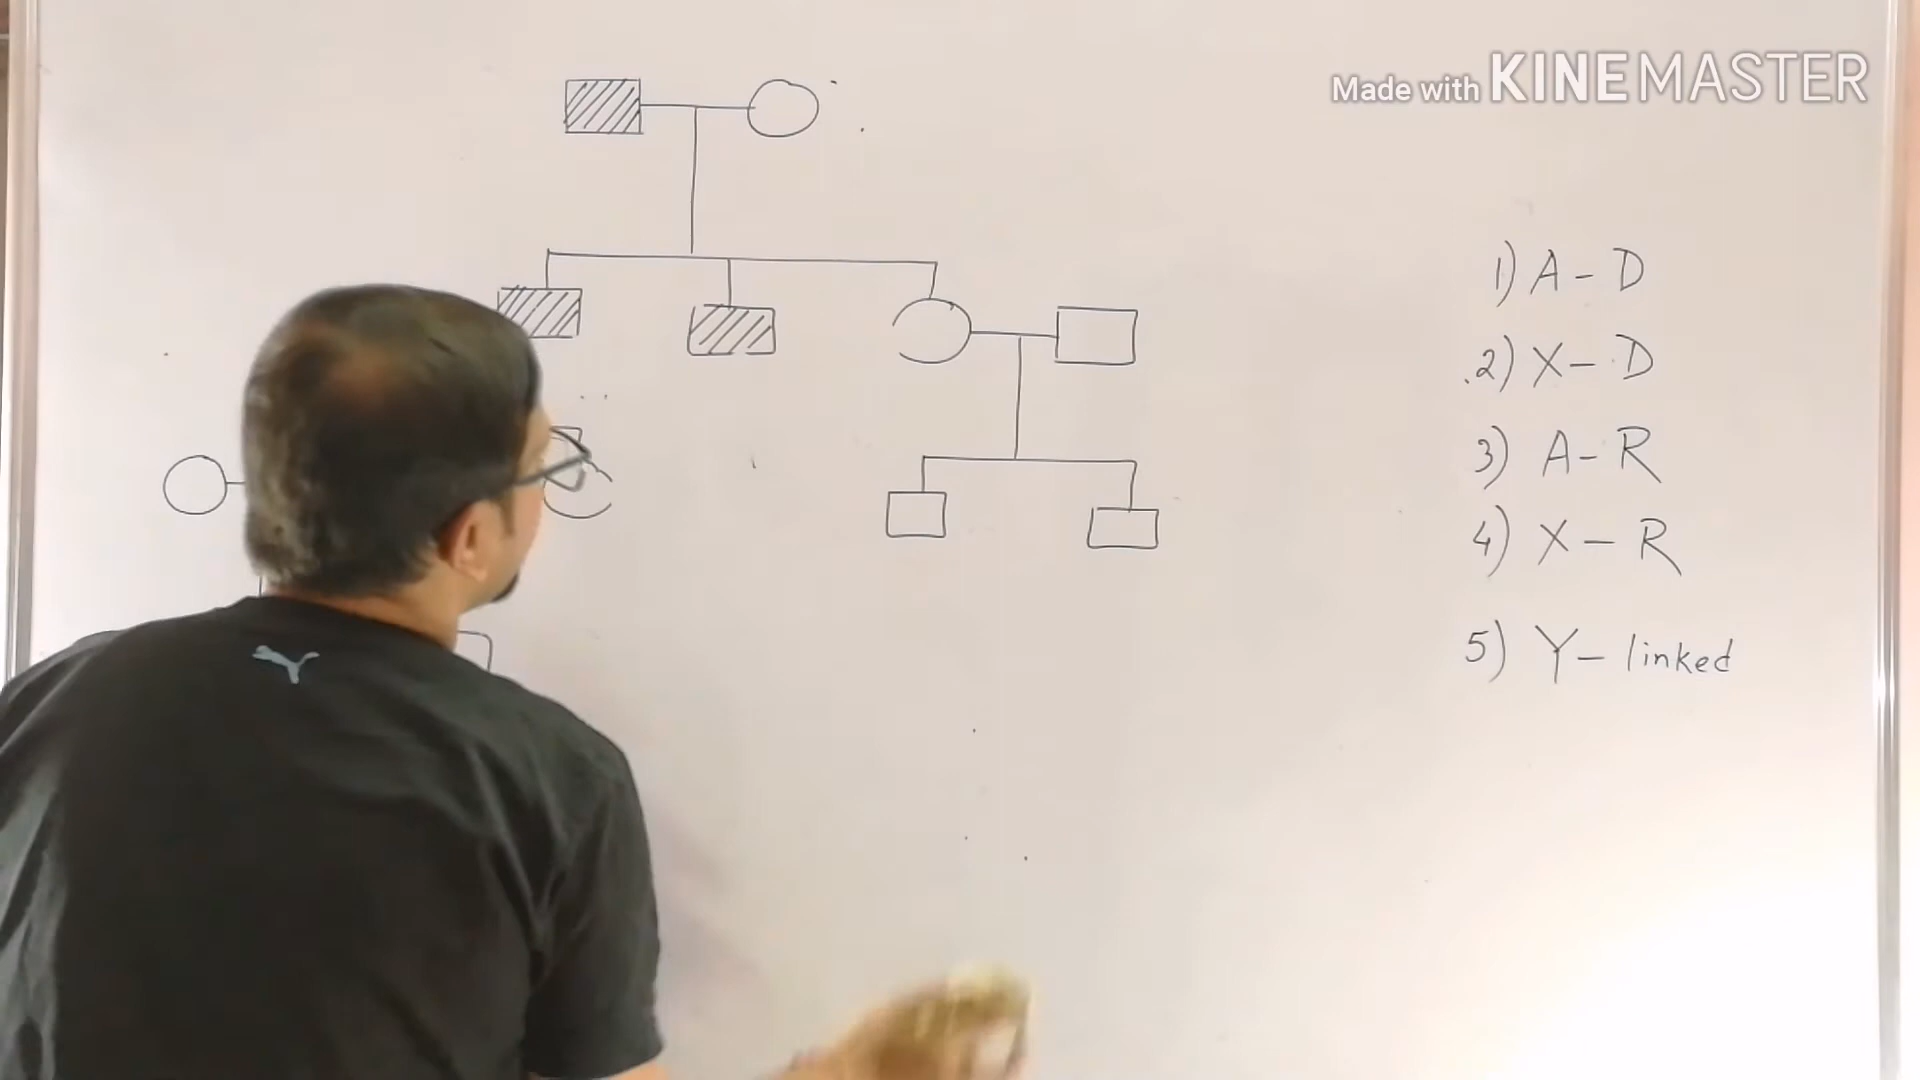 Made with KINEMASTER
1) A - D
2) X - D
3) A - R
4) X - R
5) Y - linked